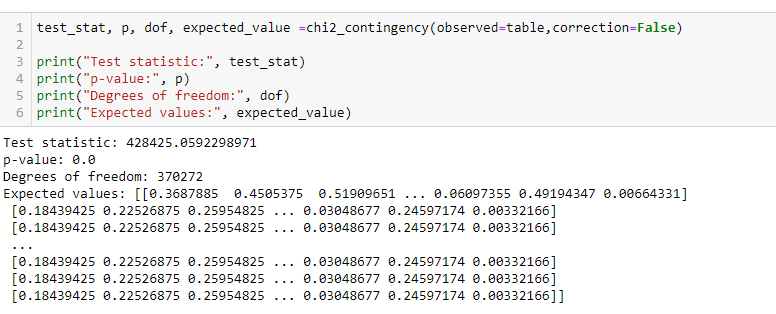 1 test_stat, p, dof, expected_value =chi2_contingency(observed=table,correction=False)
2
3 print("Test statistic:", test_stat)
4 print("p-value:", p)
5 print("Degrees of freedom:", dof)
6 print("Expected values:", expected_value)
Test statistic: 428425.0592298971
p-value: 0.0
Degrees of freedom: 370272
Expected values: [[0.3687885  0.4505375  0.51909651 ... 0.06097355 0.49194347 0.00664331]
 [0.18439425 0.22526875 0.25954825 ... 0.03048677 0.24597174 0.00332166]
 [0.18439425 0.22526875 0.25954825 ... 0.03048677 0.24597174 0.00332166]
 ...
 [0.18439425 0.22526875 0.25954825 ... 0.03048677 0.24597174 0.00332166]
 [0.18439425 0.22526875 0.25954825 ... 0.03048677 0.24597174 0.00332166]
 [0.18439425 0.22526875 0.25954825 ... 0.03048677 0.24597174 0.00332166]]